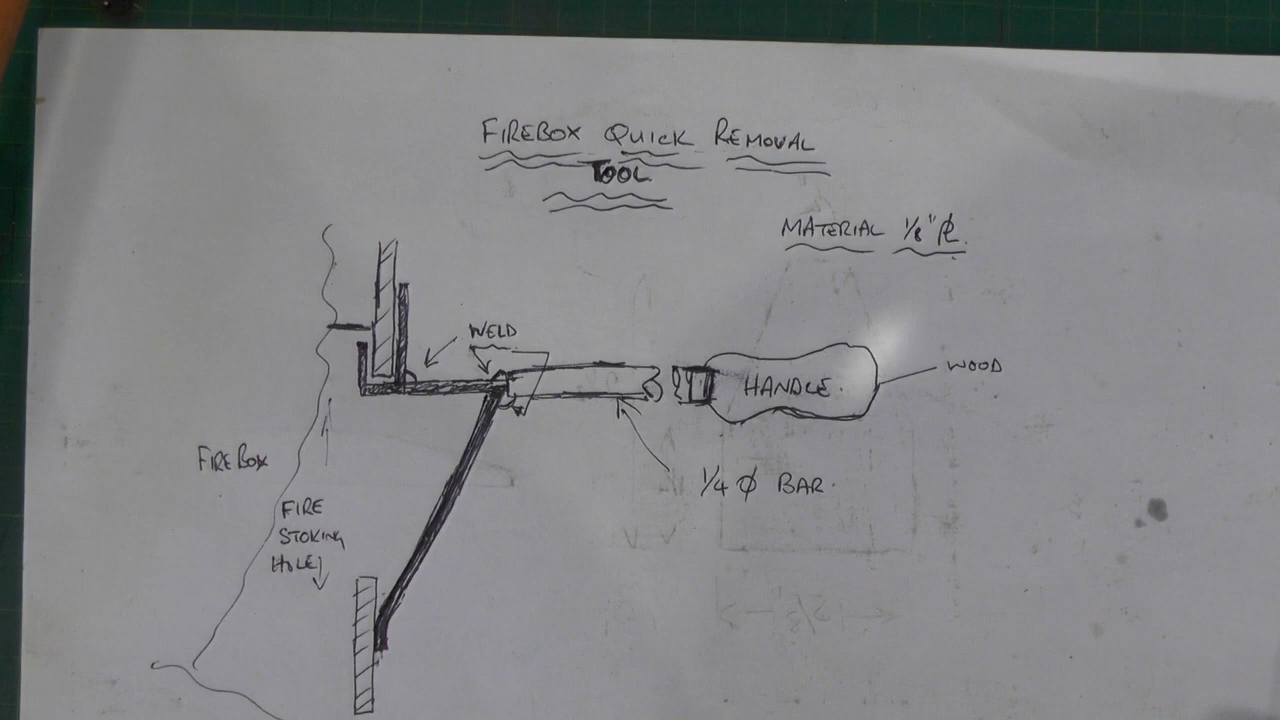 FIREBOX QUICK REMOVAL
TOOL.
MATERIAL 1/8" PL.
WELD
HANDLE.
WOOD
1/4 ϕ BAR.
FIREBOX
FIRE
STOKING
HOLE